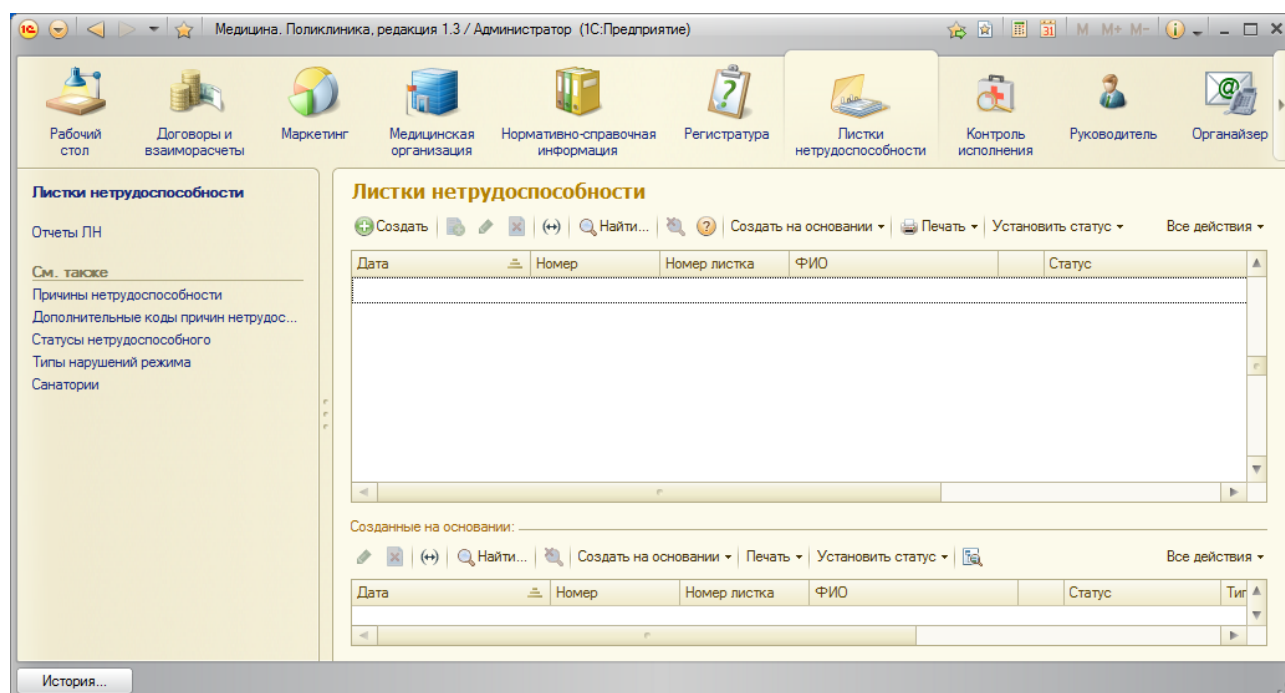 Медицина. Поликлиника, редакция 1.3 / Администратор (1С:Предприятие)
M M+ M-
Рабочий стол
Договоры и взаиморасчеты
Маркетинг
Медицинская организация
Нормативно-справочная информация
Регистратура
Листки нетрудоспособности
Контроль исполнения
Руководитель
Органайзер
Листки нетрудоспособности
Отчеты ЛН
См. также
Причины нетрудоспособности
Дополнительные коды причин нетрудос...
Статусы нетрудоспособного
Типы нарушений режима
Санатории
Листки нетрудоспособности
Создать Найти... Создать на основании Печать Установить статус Все действия
Дата Номер Номер листка ФИО Статус
Созданные на основании:
Найти... Создать на основании Печать Установить статус Все действия
Дата Номер Номер листка ФИО Статус Тип
История...